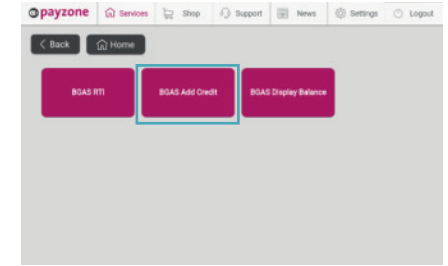 payzone Services Shop Support News Settings Logout
< Back Home
BGAS RTI BGAS Add Credit BGAS Display Balance